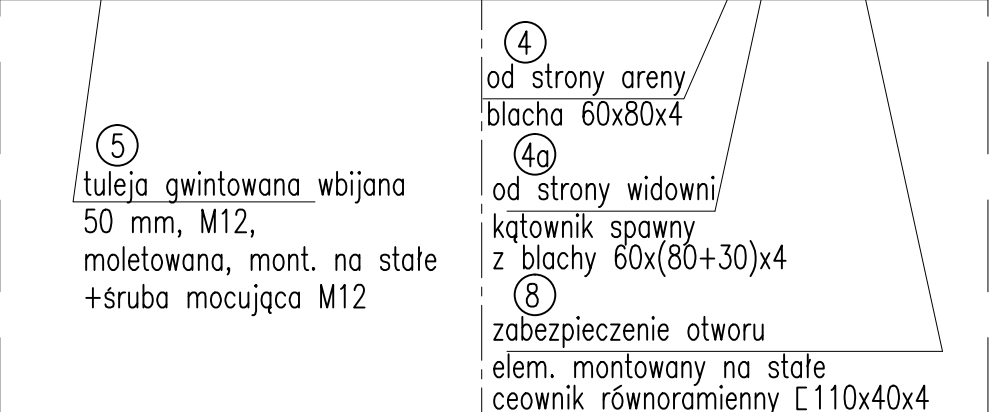 5
tuleja gwintowana wbijana
50 mm, M12,
moletowana, mont. na stałe
+śruba mocująca M12
4
od strony areny
blacha 60x80x4
4a
od strony widowni
kątownik spawny
z blachy 60x(80+30)x4
8
zabezpieczenie otworu
elem. montowany na stałe
ceownik równoramienny [110x40x4